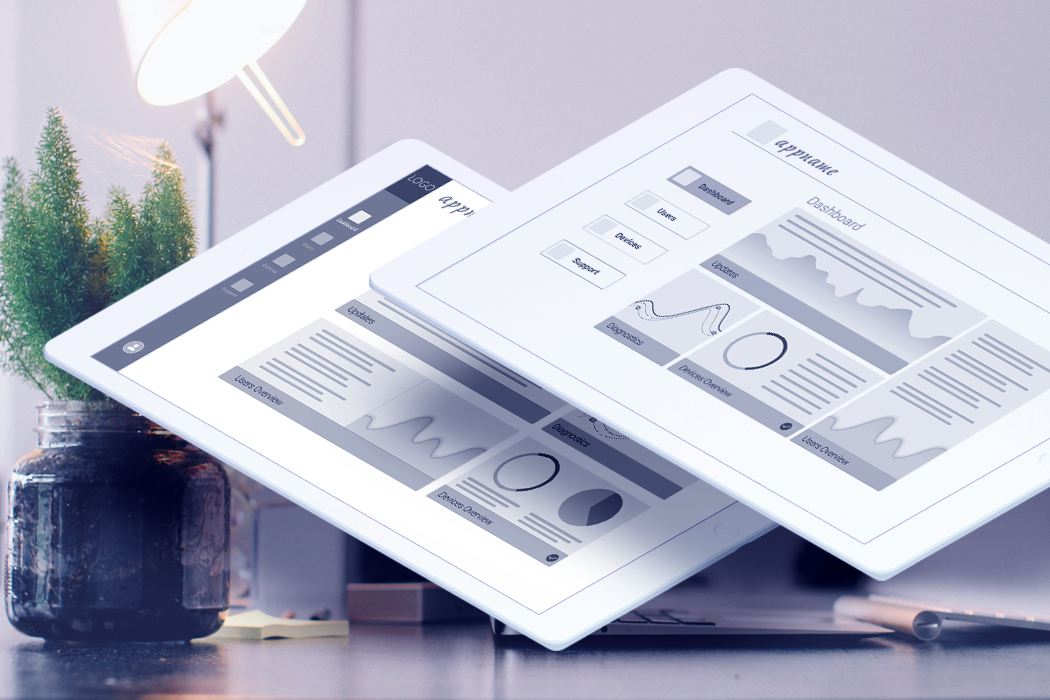 LOGO
appn
Dashboard
Users
Devices
Support
Updates
Users Overview
Diagnostics
Devices Overview
appname
Dashboard
Users
Devices
Support
Dashboard
Updates
Diagnostics
Devices Overview
Users Overview